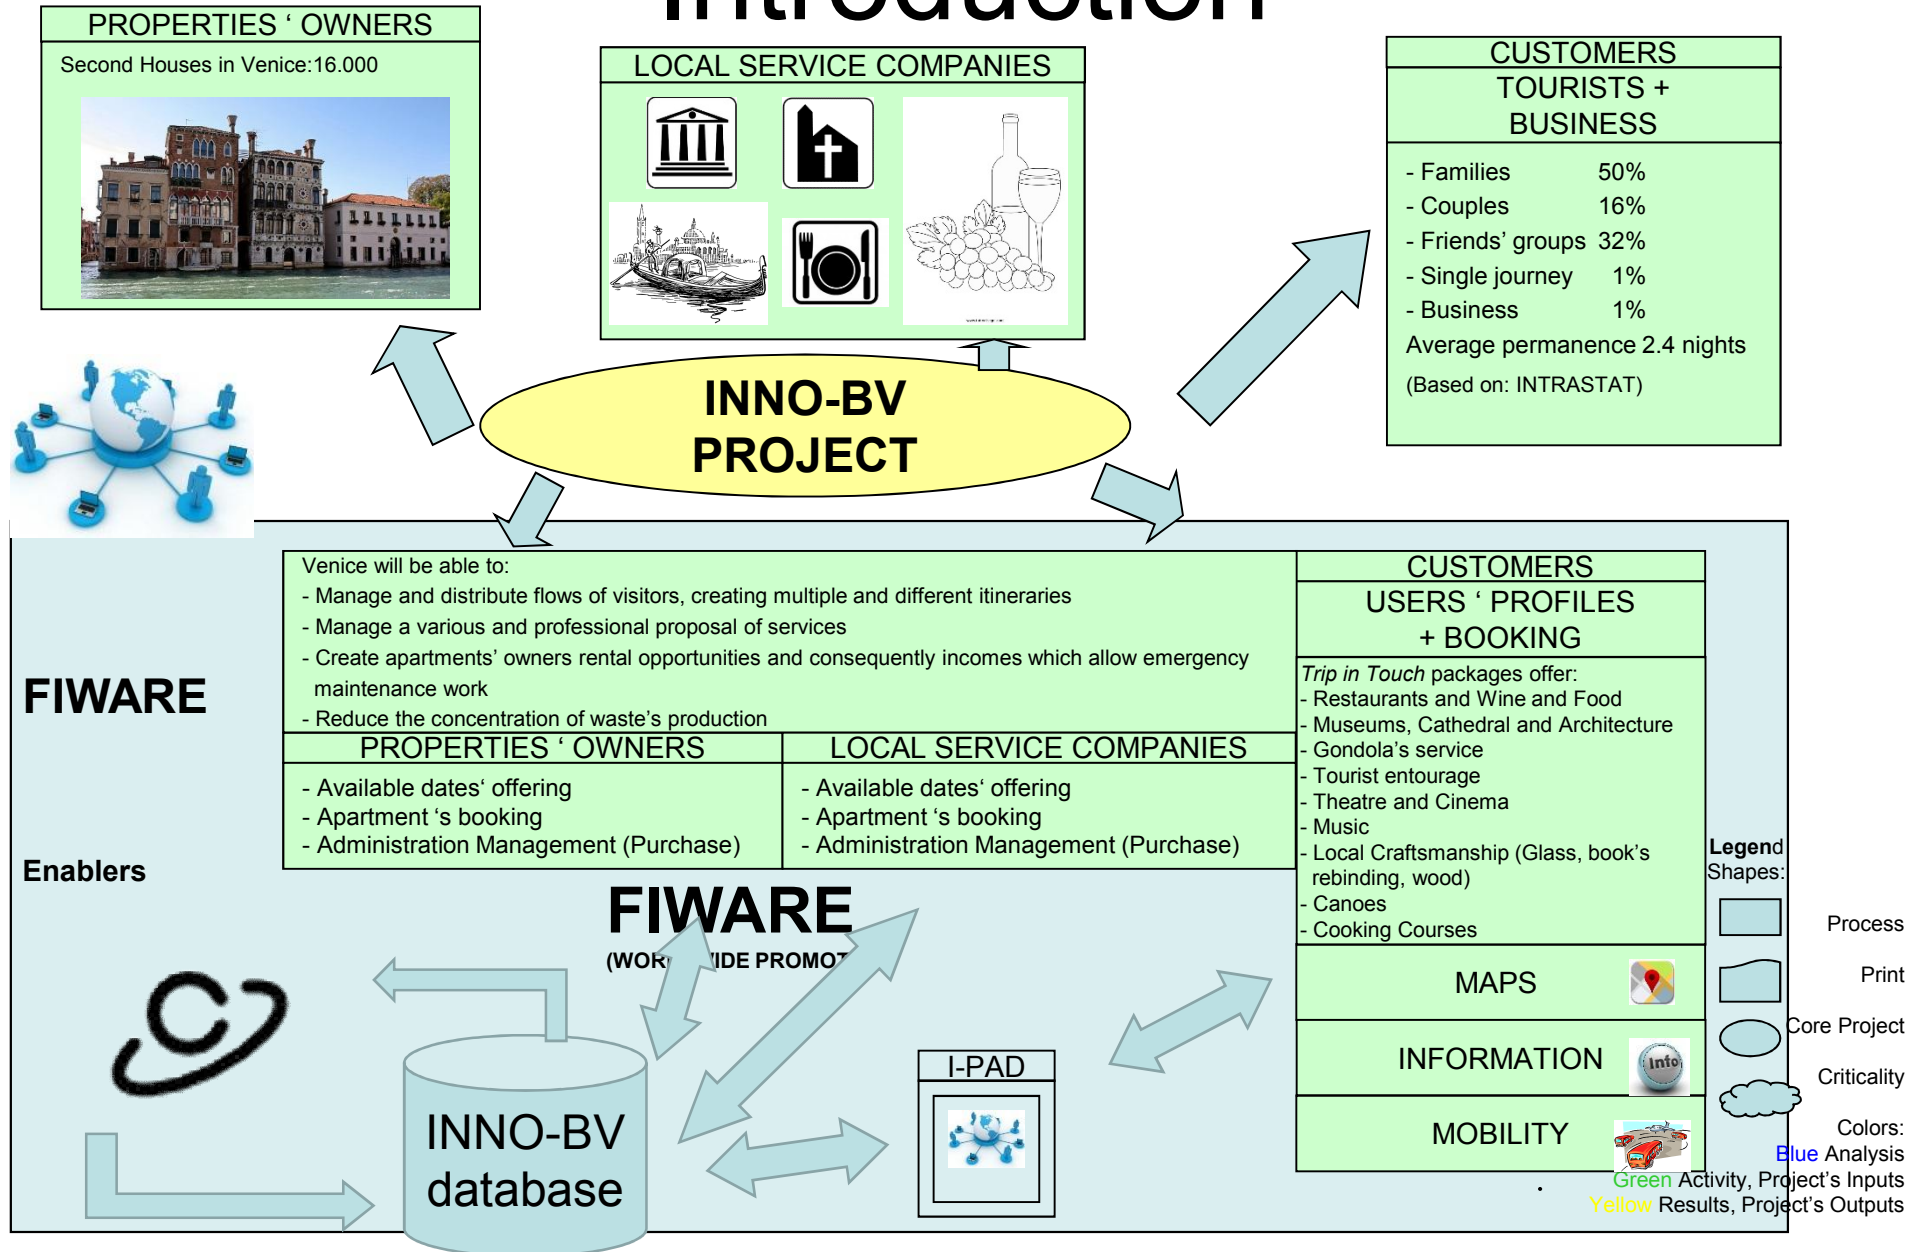 Introduction
PROPERTIES ‘ OWNERS
Second Houses in Venice:16.000
LOCAL SERVICE COMPANIES
CUSTOMERS
TOURISTS +
BUSINESS
- Families 50%
- Couples 16%
- Friends’ groups 32%
- Single journey 1%
- Business 1%
Average permanence 2.4 nights
(Based on: INTRASTAT)
INNO-BV
PROJECT
FIWARE
Enablers
Venice will be able to:
- Manage and distribute flows of visitors, creating multiple and different itineraries
- Manage a various and professional proposal of services
- Create apartments’ owners rental opportunities and consequently incomes which allow emergency
maintenance work
- Reduce the concentration of waste’s production
PROPERTIES ‘ OWNERS
- Available dates‘ offering
- Apartment ‘s booking
- Administration Management (Purchase)
LOCAL SERVICE COMPANIES
- Available dates‘ offering
- Apartment ‘s booking
- Administration Management (Purchase)
CUSTOMERS
USERS ‘ PROFILES
+ BOOKING
Trip in Touch packages offer:
- Restaurants and Wine and Food
- Museums, Cathedral and Architecture
- Gondola’s service
- Tourist entourage
- Theatre and Cinema
- Music
- Local Craftsmanship (Glass, book’s
rebinding, wood)
- Canoes
- Cooking Courses
MAPS
INFORMATION
Info
MOBILITY
FIWARE
IDE PROMOT
INNO-BV
database
I-PAD
Legend
Shapes:
Process
Print
Core Project
Criticality
Colors:
Blue Analysis
Green Activity, Project’s Inputs
Yellow Results, Project’s Outputs
.